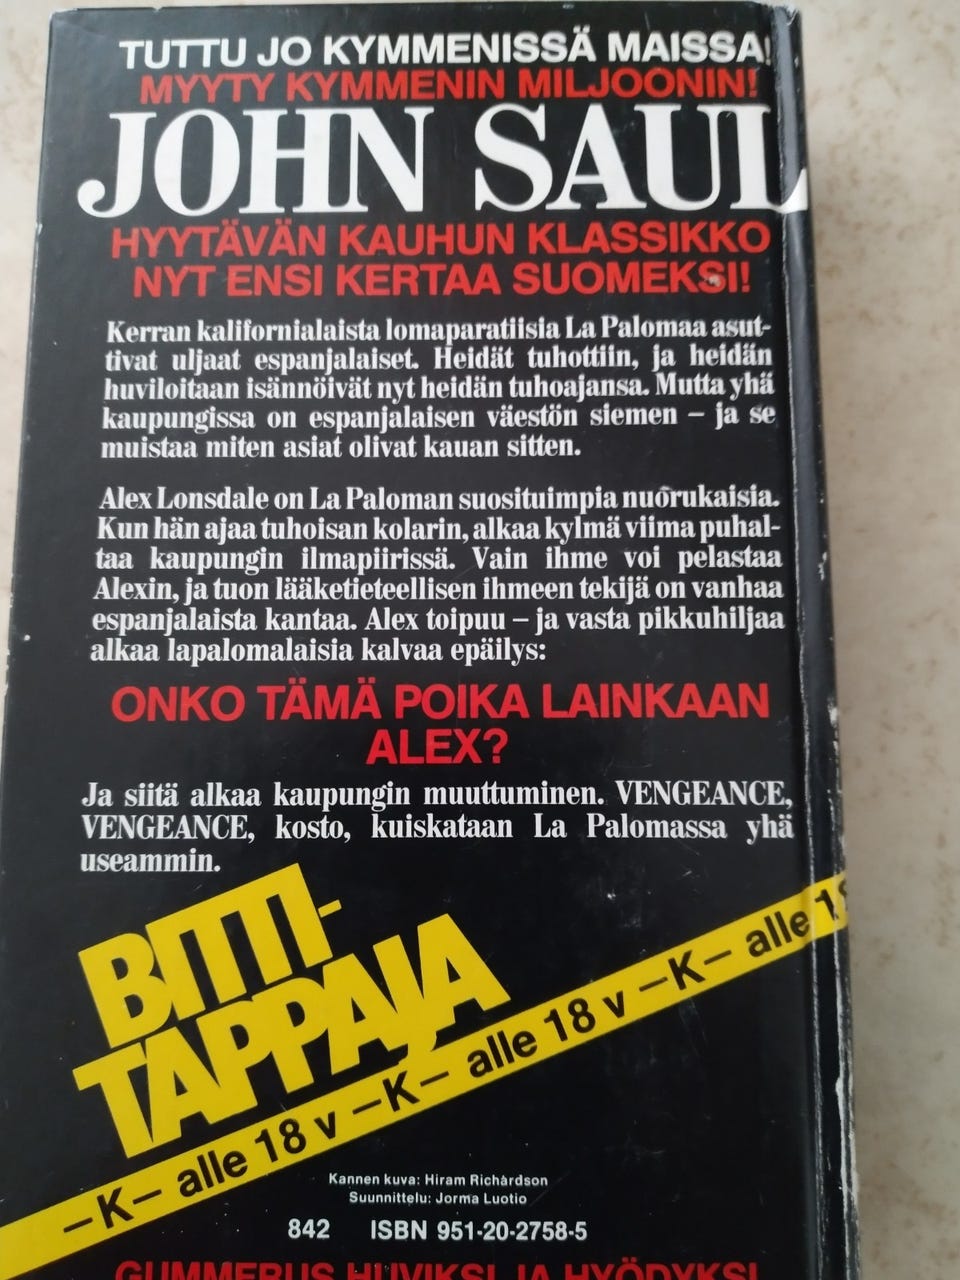 TUTTU JO KYMMENISSÄ MAISSA!
MYYTY KYMMENIN MILJOONIN!
JOHN SAUL
HYYTÄVÄN KAUHUN KLASSIKKO
NYT ENSI KERTAA SUOMEKSI!
Kerran kalifornialaista lomaparatiisia La Palomaa asut-
tivat uljaat espanjalaiset. Heidät tuhottiin, ja heidän
huviloitaan isännöivät nyt heidän tuhoajansa. Mutta yhä
kaupungissa on espanjalaisen väestön siemen – ja se
muistaa miten asiat olivat kauan sitten.
Alex Lonsdale on La Paloman suosituimpia nuorukaisia.
Kun hän ajaa tuhoisan kolarin, alkaa kylmä viima puhal-
taa kaupungin ilmapiirissä. Vain ihme voi pelastaa
Alexin, ja tuon lääketieteellisen ihmeen tekijä on vanhaa
espanjalaista kantaa. Alex toipuu – ja vasta pikkuhiljaa
alkaa lapalomalaisia kalvaa epäilys:
ONKO TÄMÄ POIKA LAINKAAN
ALEX?
Ja siitä alkaa kaupungin muuttuminen. VENGEANCE,
VENGEANCE, kosto, kuiskataan La Palomassa yhä
useammin.
BITTI-
TAPPAJA
–K– alle 18 v –K– alle 18 v –K– alle 18
Kannen kuva: Hiram Richardson
Suunnittelu: Jorma Luotio
842 ISBN 951-20-2758-5
GUMMERUS HUVIKSI JA HYÖDYKSI